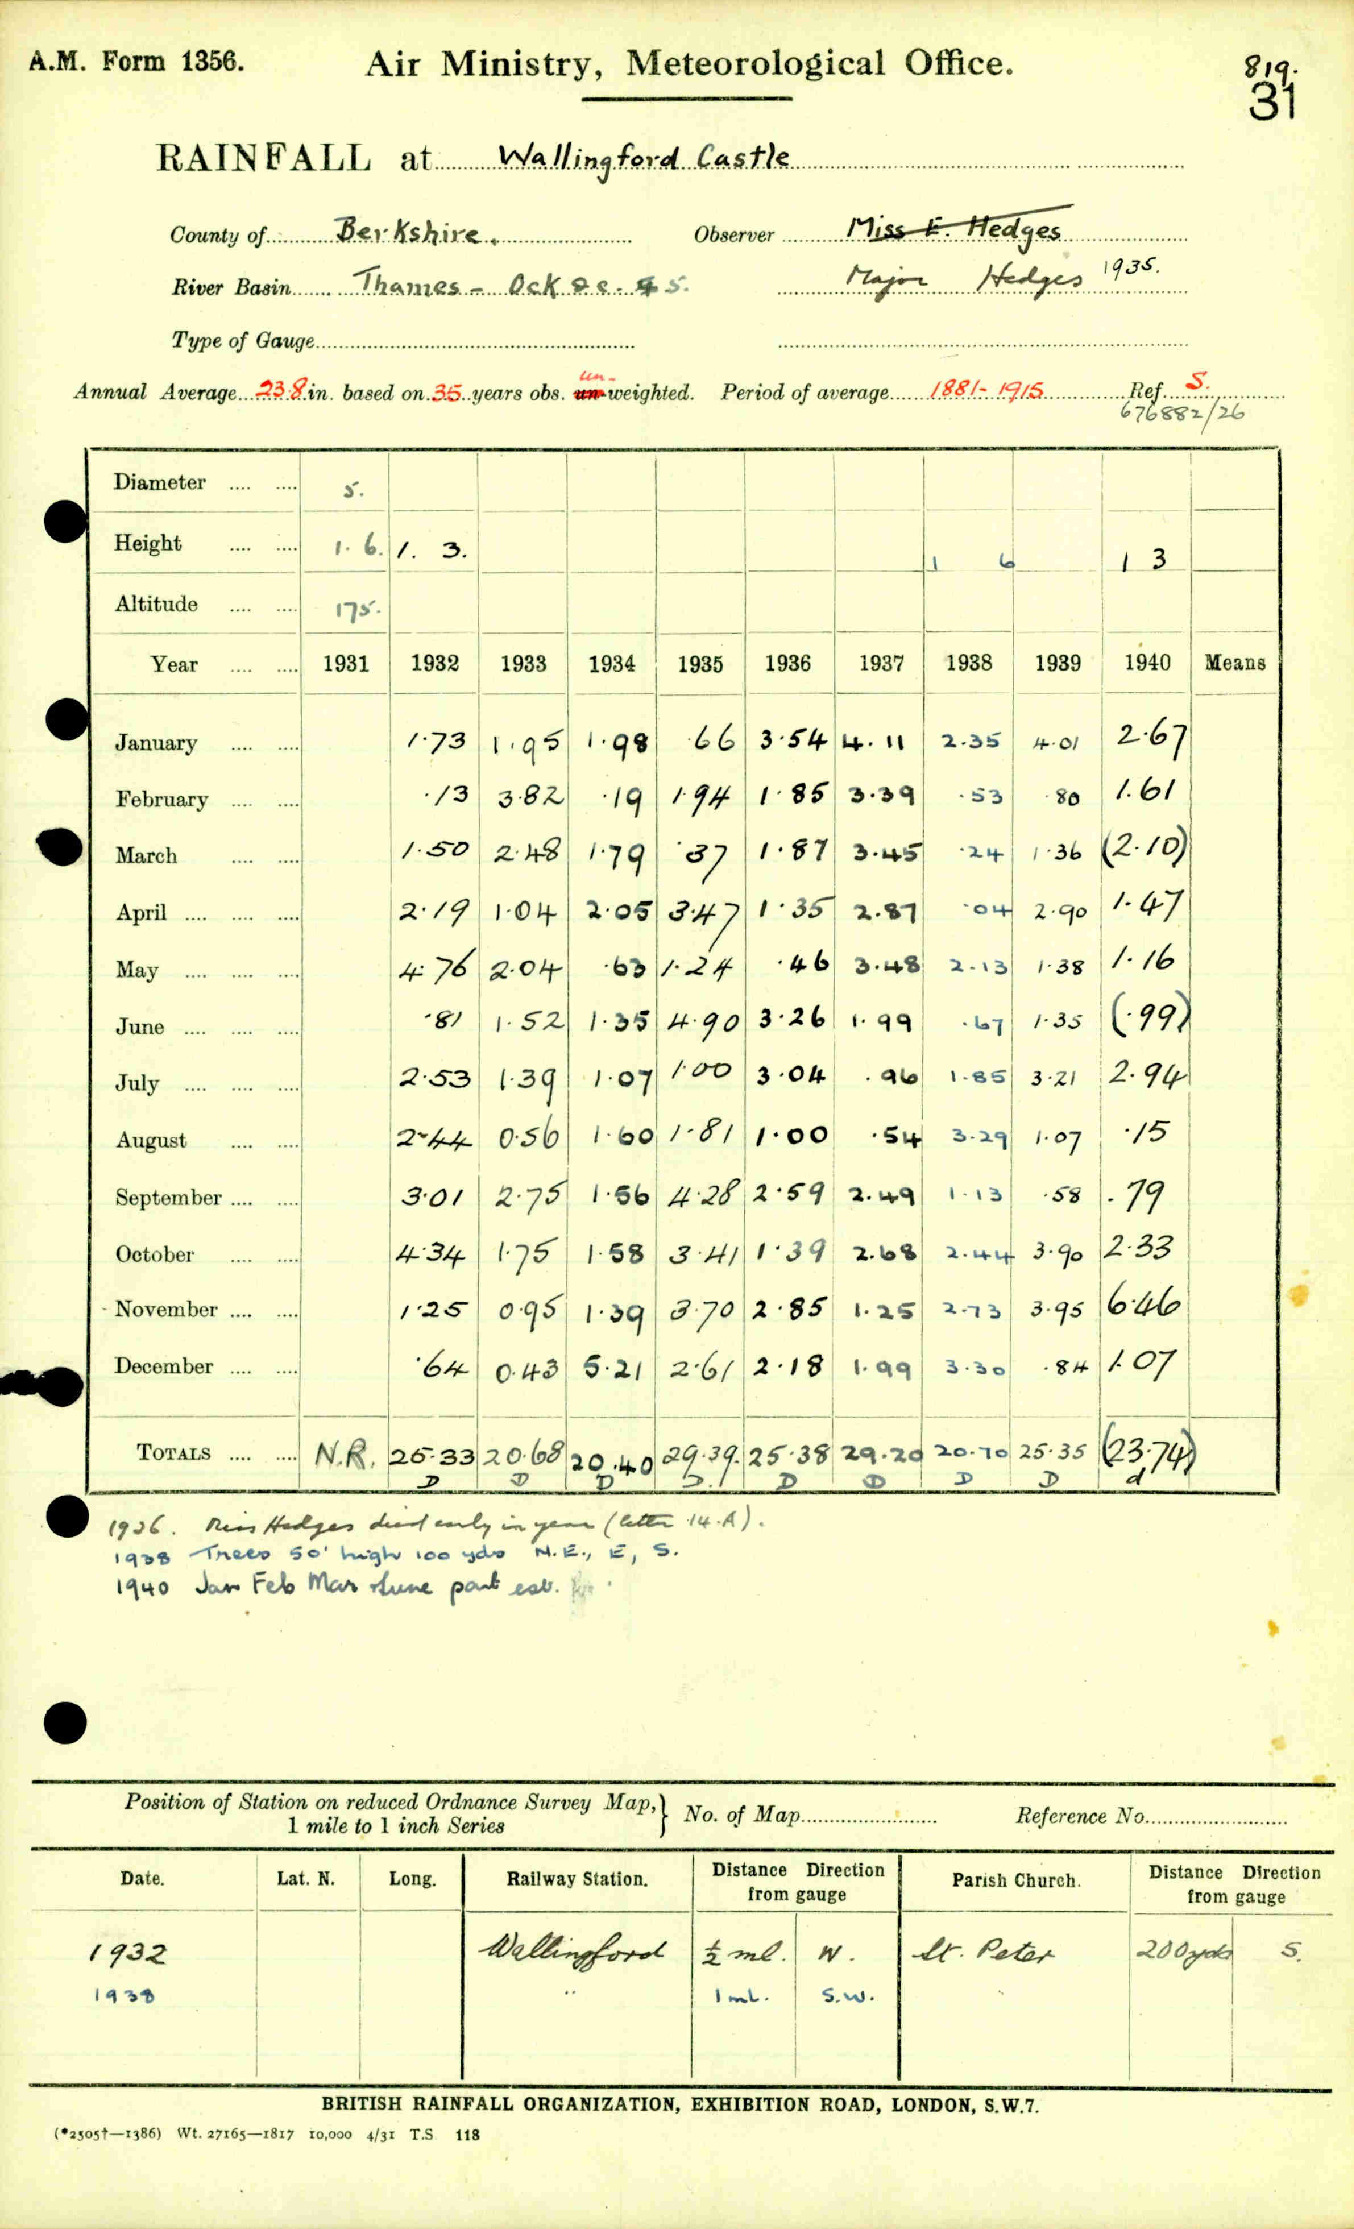 A.M. Form 1356. Air Ministry, Meteorological Office. 819.
31
RAINFALL at Wallingford Castle
County of Berkshire. Observer Miss E. Hedges
River Basin Thames - Ock &c. 5. Major Hedges 1935.
Type of Gauge
Annual Average 23.8 in. based on 35 years obs. un-weighted. Period of average 1881-1915 Ref. S.
676882/26
Diameter 5.
Height 1. 6. 1. 3. 1 6 1 3
Altitude 175.
Year 1931 1932 1933 1934 1935 1936 1937 1938 1939 1940 Means
January 1.73 1.95 1.98 .66 3.54 4.11 2.35 4.01 2.67
February .13 3.82 .19 1.94 1.85 3.39 .53 .80 1.61
March 1.50 2.48 1.79 .37 1.87 3.45 .24 1.36 (2.10)
April 2.19 1.04 2.05 3.47 1.35 2.87 .04 2.90 1.47
May 4.76 2.04 .63 1.24 .46 3.48 2.13 1.38 1.16
June .81 1.52 1.35 4.90 3.26 1.99 .67 1.35 (.99)
July 2.53 1.39 1.07 1.00 3.04 .96 1.85 3.21 2.94
August 2.44 0.56 1.60 1.81 1.00 .54 3.29 1.07 .15
September 3.01 2.75 1.56 4.28 2.59 2.49 1.13 .58 .79
October 4.34 1.75 1.58 3.41 1.39 2.68 2.44 3.90 2.33
November 1.25 0.95 1.39 3.70 2.85 1.25 2.73 3.95 6.46
December .64 0.43 5.21 2.61 2.18 1.99 3.30 .84 1.07
TOTALS N.R. 25.33 20.68 20.40 29.39. 25.38 29.20 20.70 25.35 (23.74)
D D D D. D D D D d
1936. Miss Hedges died early in year (letter 14.A).
1938 Trees 50' high 100 yds N.E., E, S.
1940 Jan Feb Mar June part est.
Position of Station on reduced Ordnance Survey Map, } No. of Map Reference No.
1 mile to 1 inch Series
Date. Lat. N. Long. Railway Station. Distance Direction from gauge Parish Church. Distance Direction from gauge
1932 Wallingford ½ ml. W. St. Peter 200 yds S.
1938 " 1 ml. S.W.
BRITISH RAINFALL ORGANIZATION, EXHIBITION ROAD, LONDON, S.W.7.
(*2505†—1386) Wt. 27165—1817 10,000 4/31 T.S 118